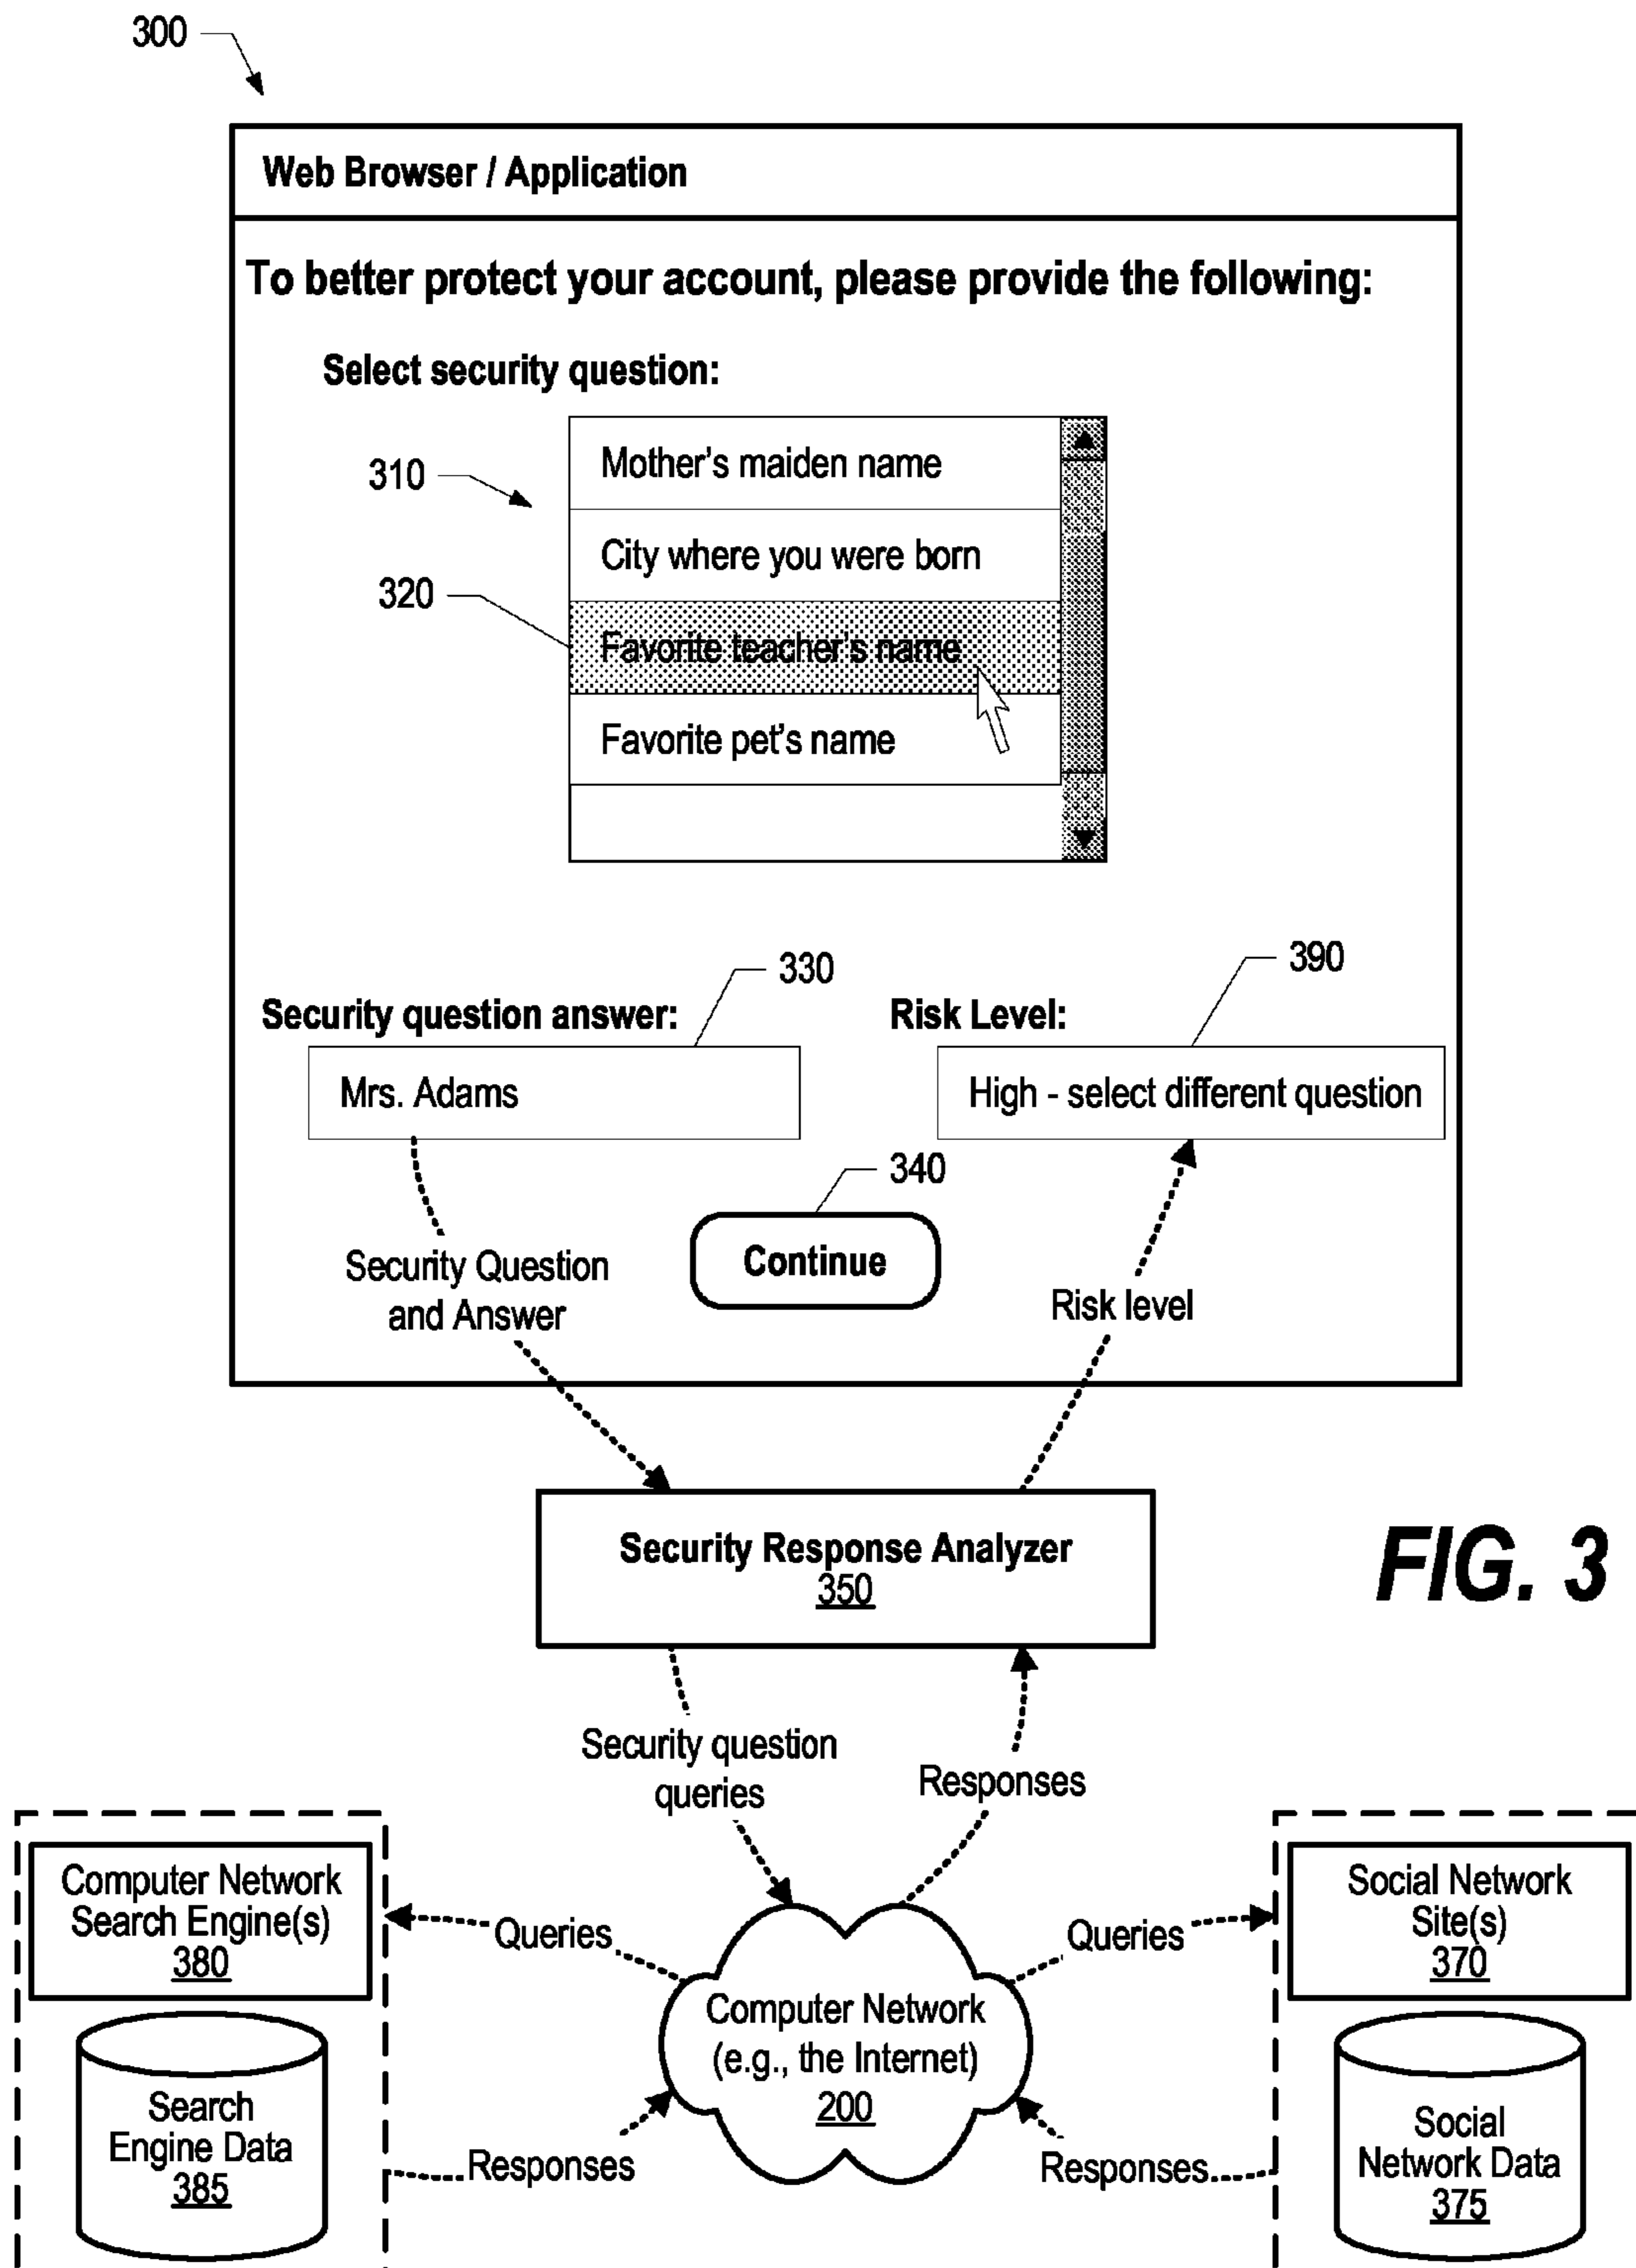 300
Web Browser / Application
To better protect your account, please provide the following:
Select security question:
310
Mother's maiden name
City where you were born
320
Favorite teacher's name
Favorite pet's name
330
390
Security question answer:
Risk Level:
Mrs. Adams
High - select different question
340
Continue
Security Question
and Answer
Risk level
Security Response Analyzer
350
FIG. 3
Security question
queries
Responses
Computer Network
Search Engine(s)
380
Queries
Queries
Social Network
Site(s)
370
Computer Network
(e.g., the Internet)
200
Search
Engine Data
385
Responses
Responses
Social
Network Data
375